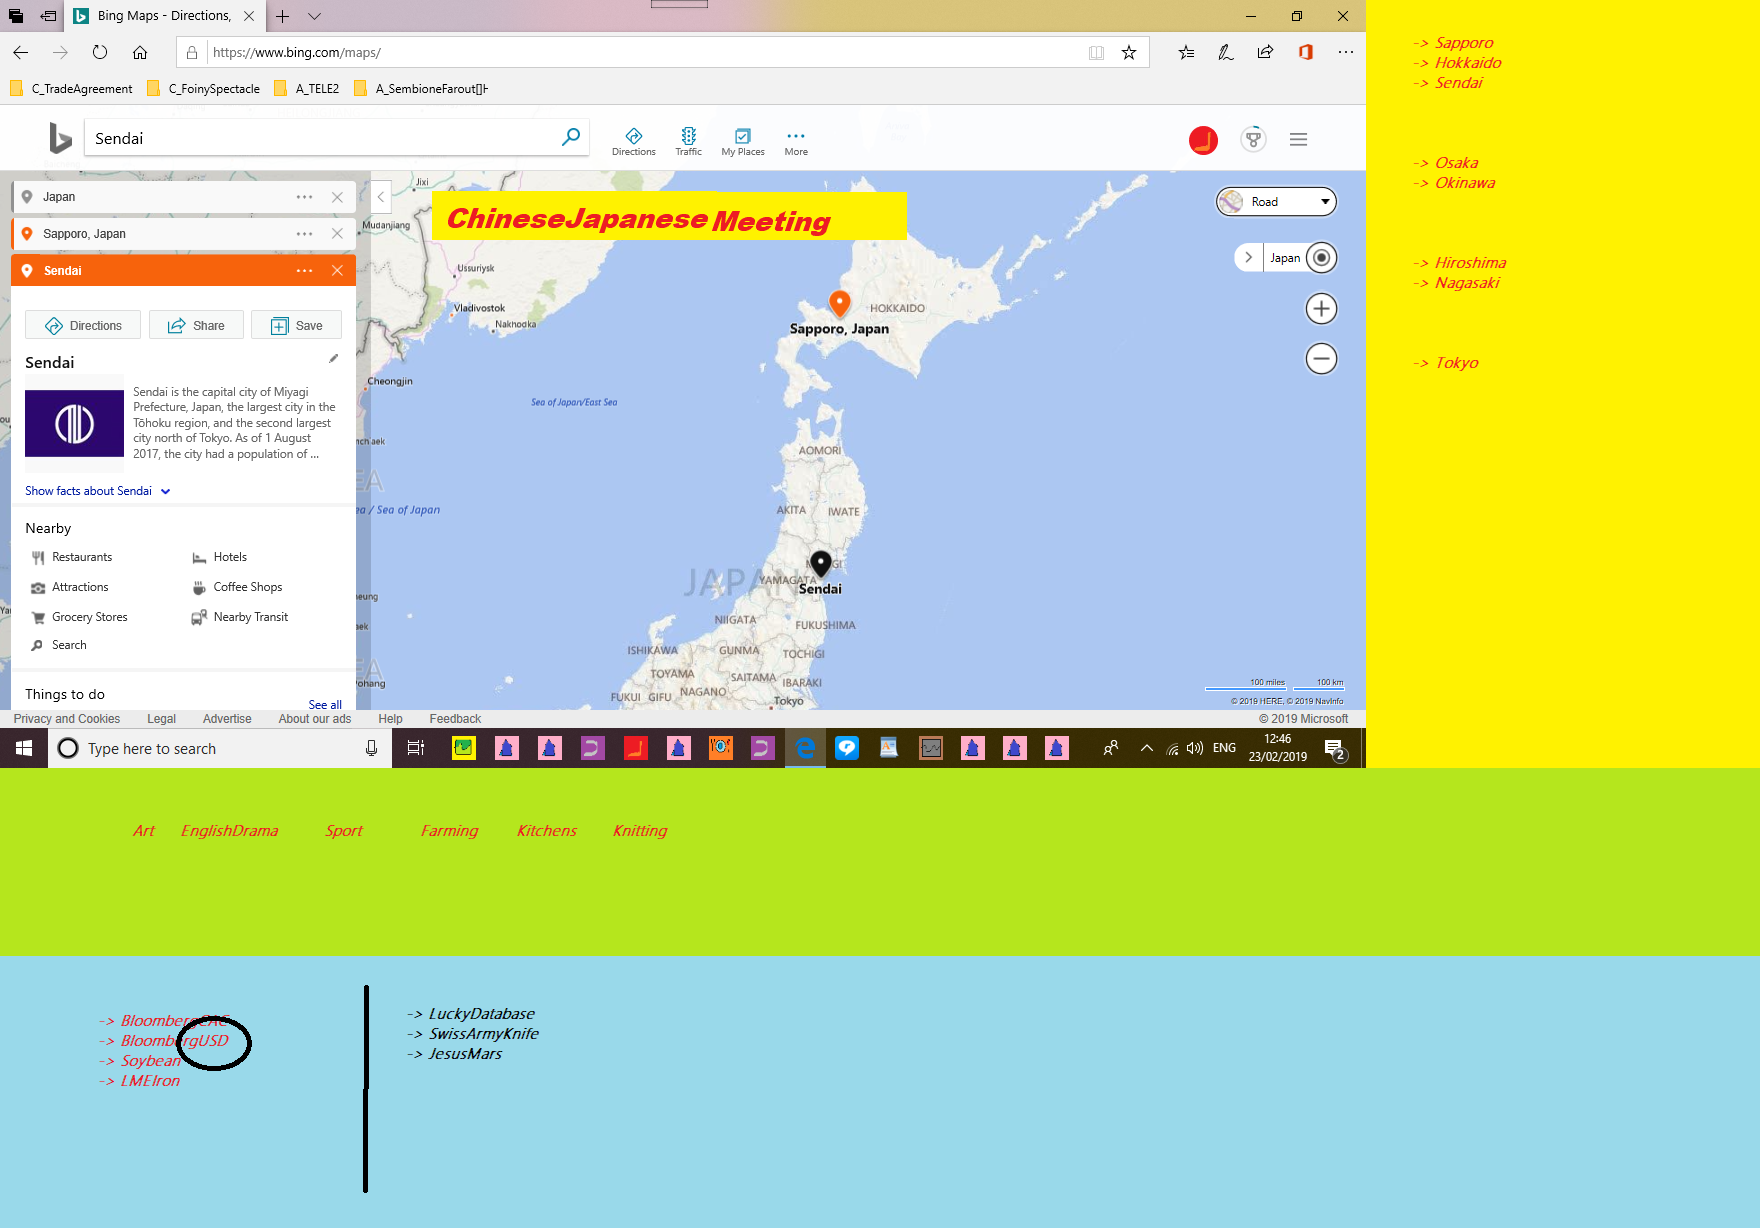 Bing Maps - Directions,
https://www.bing.com/maps/
C_TradeAgreement C_FoinySpectacle A_TELE2 A_SembioneFarout[]H
Sendai
Directions Traffic My Places More
Japan
Sapporo, Japan
Sendai
Directions Share Save
Sendai
Sendai is the capital city of Miyagi
Prefecture, Japan, the largest city in the
Tōhoku region, and the second largest
city north of Tokyo. As of 1 August
2017, the city had a population of ...
Show facts about Sendai
Nearby
Restaurants Hotels
Attractions Coffee Shops
Grocery Stores Nearby Transit
Search
Things to do
See all
Jixi
Mudanjiang
ChineseJapanese Meeting
Ussuriysk
Vladivostok
Nakhodka
Cheongjin
HOKKAIDO
Sapporo, Japan
Sea of Japan/East Sea
AOMORI
Sea of Japan
AKITA IWATE
JAPAN
YAMAGATA
Sendai
NIIGATA
FUKUSHIMA
ISHIKAWA GUNMA TOCHIGI
TOYAMA SAITAMA IBARAKI
FUKUI GIFU NAGANO
Tokyo
Road
Japan
100 miles 100 km
© 2019 HERE, © 2019 NavInfo
Privacy and Cookies Legal Advertise About our ads Help Feedback © 2019 Microsoft
Type here to search
ENG
12:46
23/02/2019
2
-> Sapporo
-> Hokkaido
-> Sendai
-> Osaka
-> Okinawa
-> Hiroshima
-> Nagasaki
-> Tokyo
Art EnglishDrama Sport Farming Kitchens Knitting
-> BloombergCAC
-> BloombergUSD
-> Soybean
-> LMEIron
-> LuckyDatabase
-> SwissArmyKnife
-> JesusMars